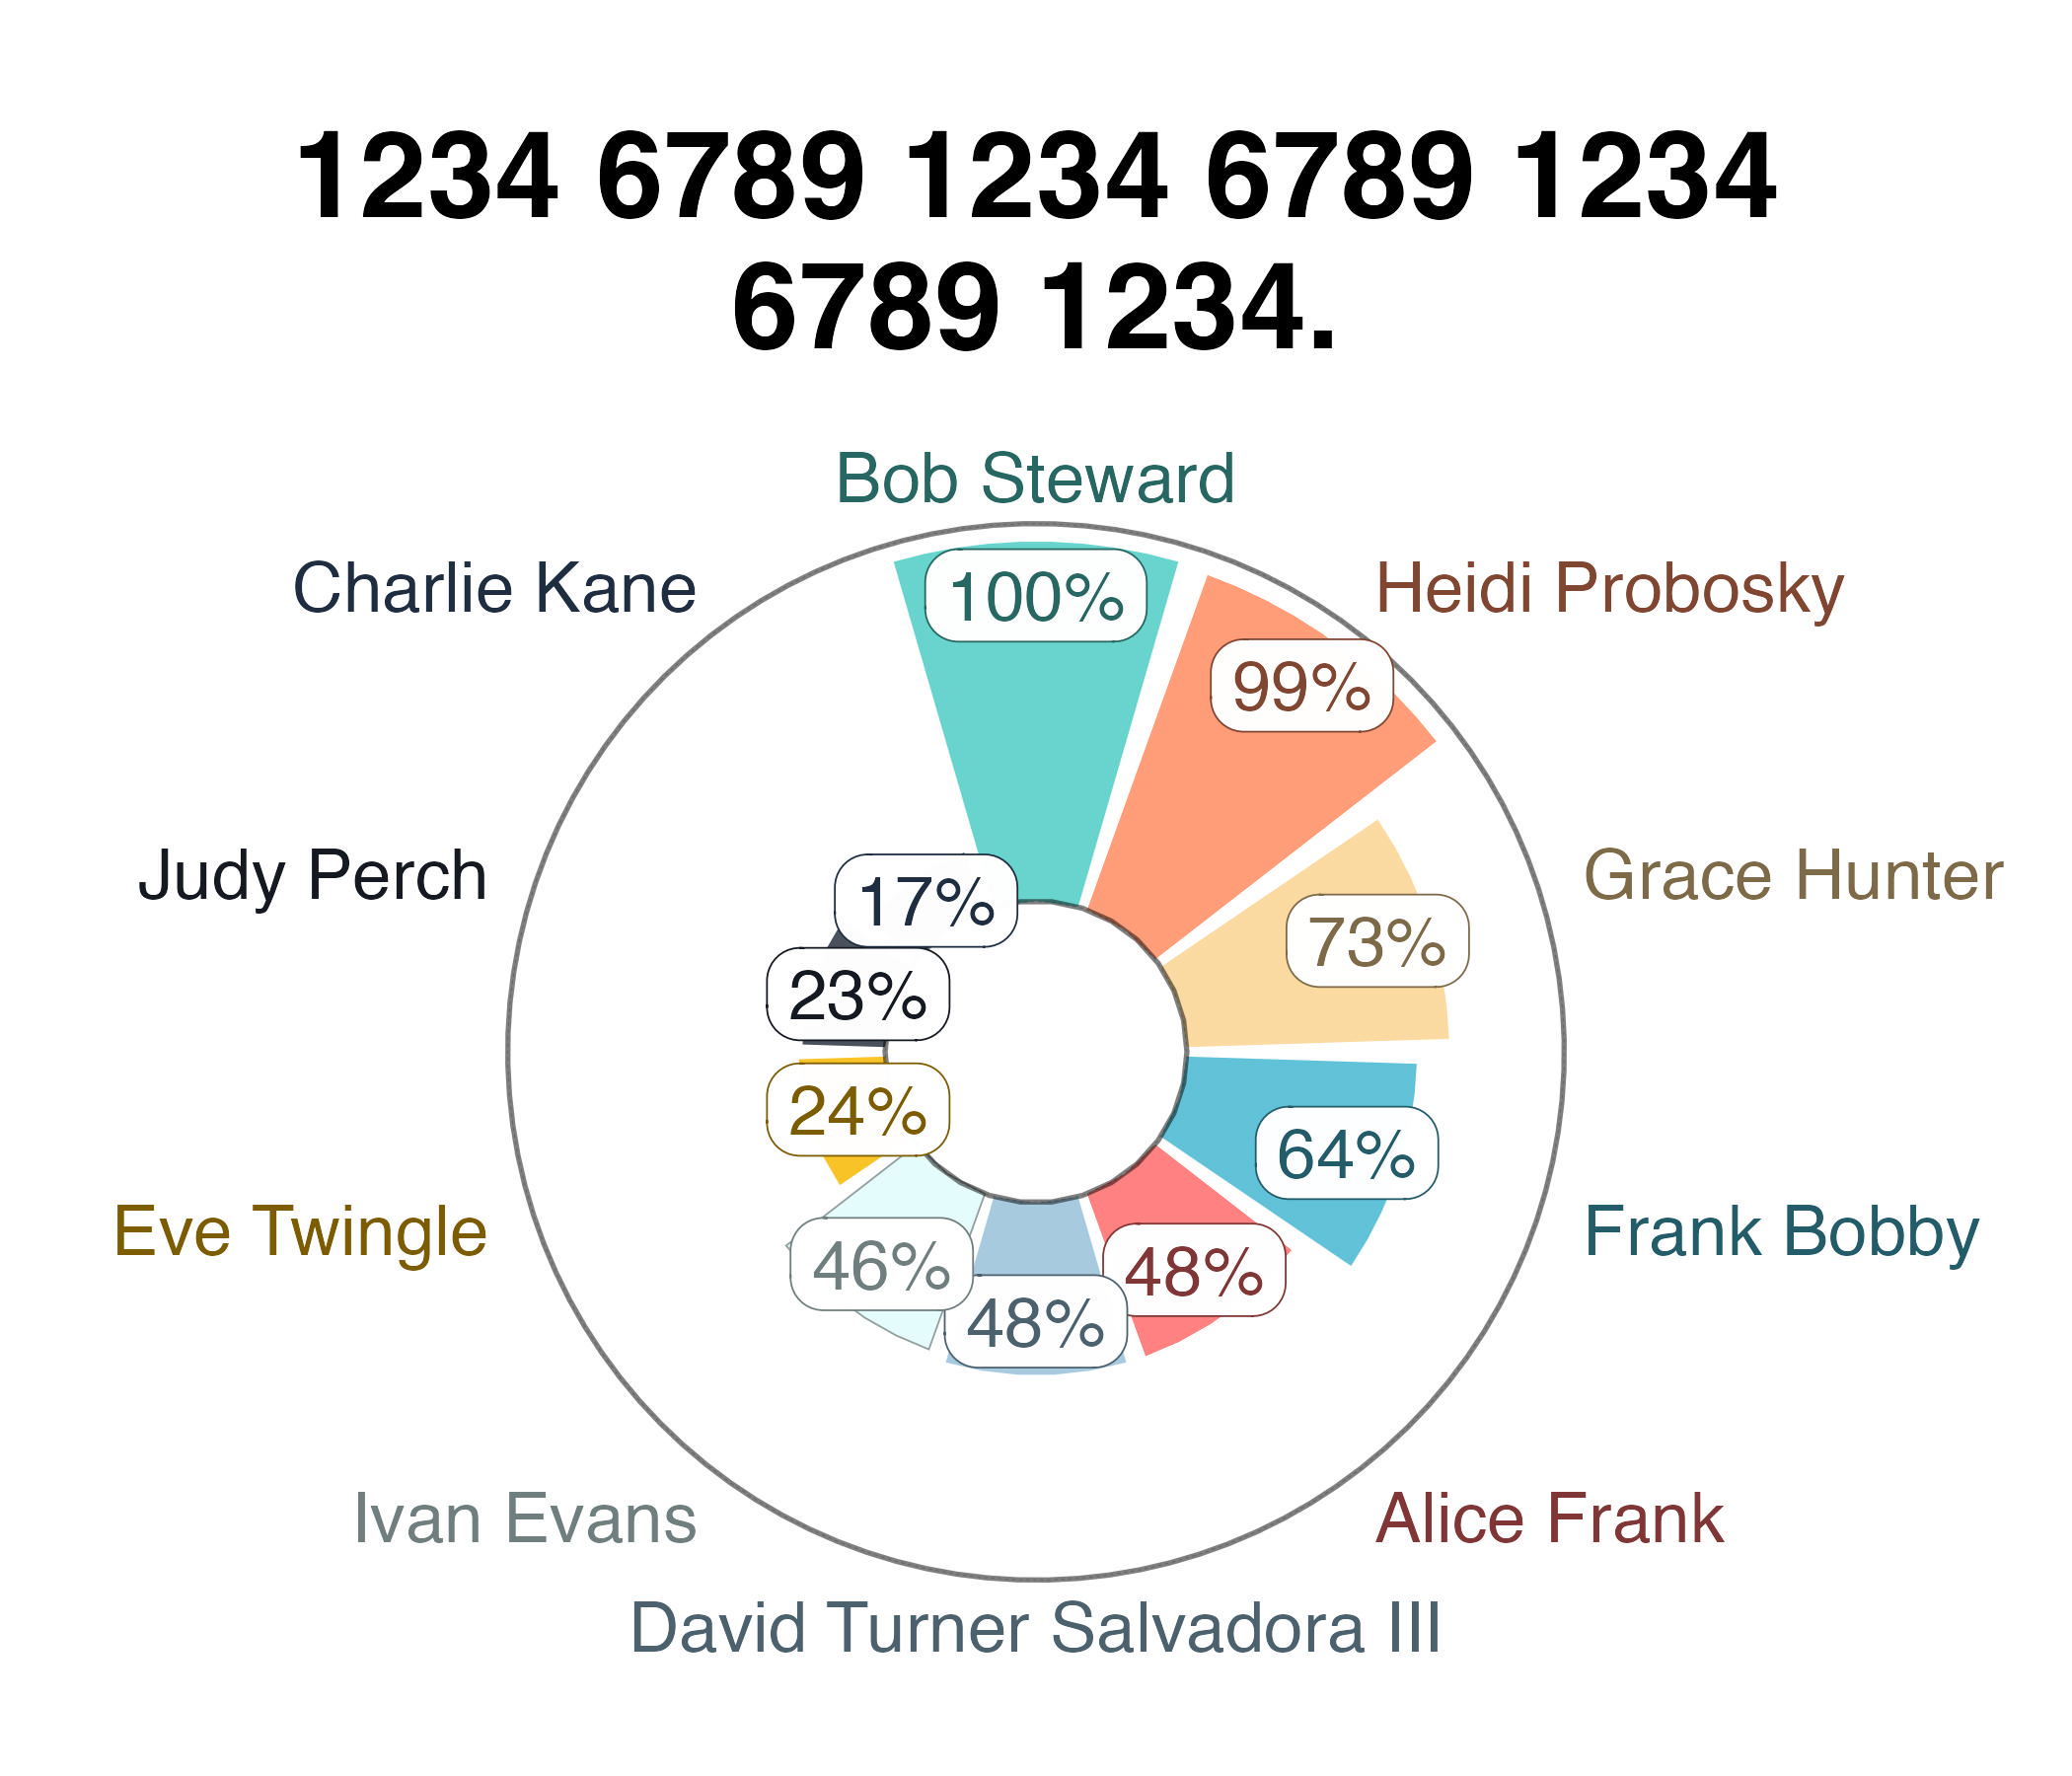 1234 6789 1234 6789 1234
6789 1234.
Bob Steward
Charlie Kane
Heidi Probosky
100%
99%
Judy Perch
17%
Grace Hunter
73%
23%
24%
64%
Eve Twingle
Frank Bobby
46%
48%
48%
Ivan Evans
Alice Frank
David Turner Salvadora III